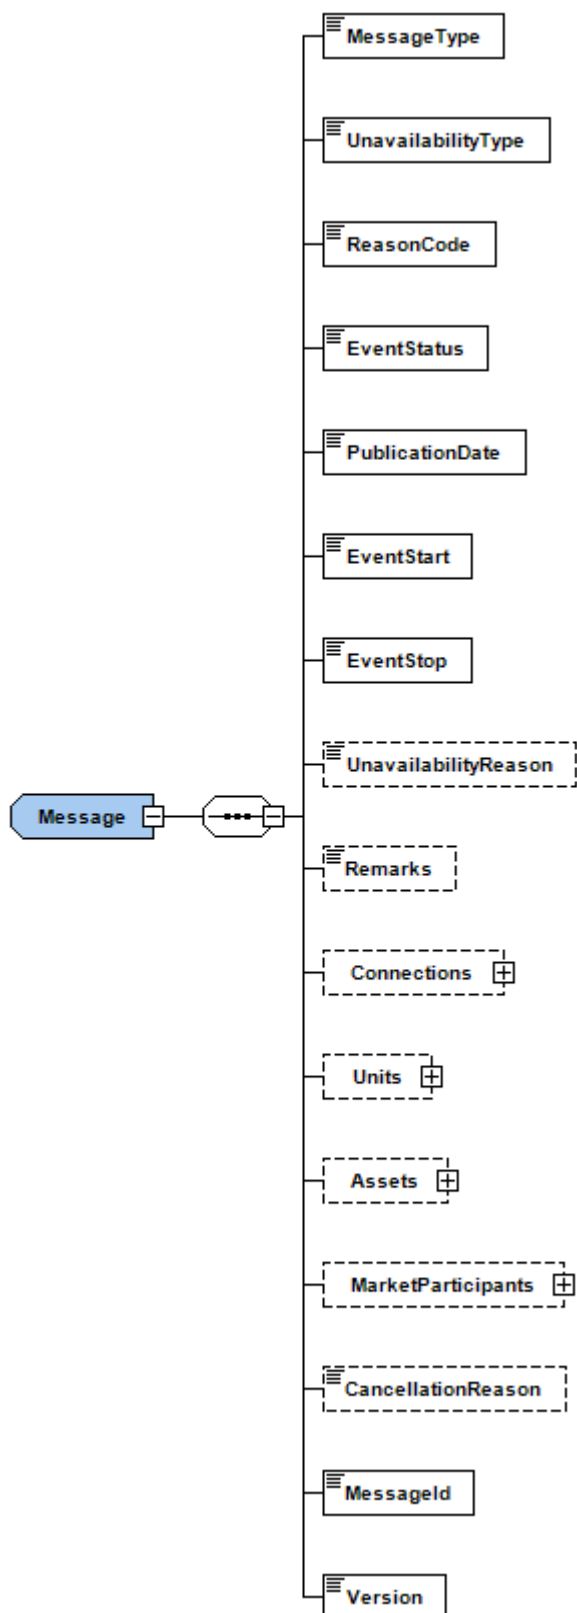 MessageType
UnavailabilityType
ReasonCode
EventStatus
PublicationDate
EventStart
EventStop
UnavailabilityReason
Message
Remarks
Connections
Units
Assets
MarketParticipants
CancellationReason
MessageId
Version